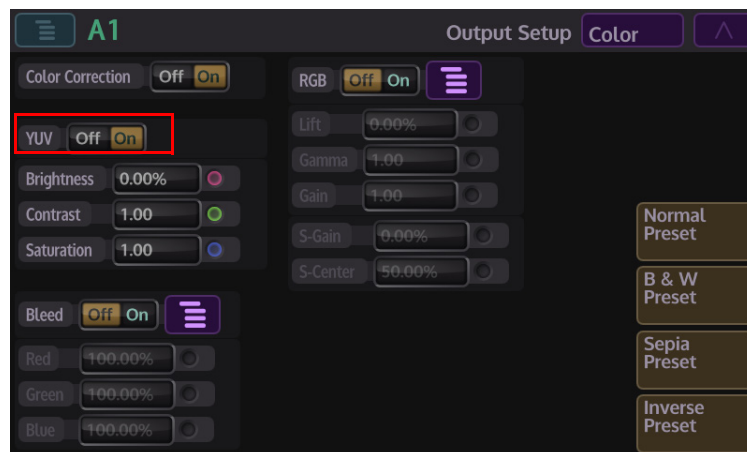 A1 Output Setup Color
Color Correction Off On
YUV Off On
Brightness 0.00%
Contrast 1.00
Saturation 1.00
Bleed Off On
Red 100.00%
Green 100.00%
Blue 100.00%
RGB Off On
Lift 0.00%
Gamma 1.00
Gain 1.00
S-Gain 0.00%
S-Center 50.00%
Normal
Preset
B & W
Preset
Sepia
Preset
Inverse
Preset